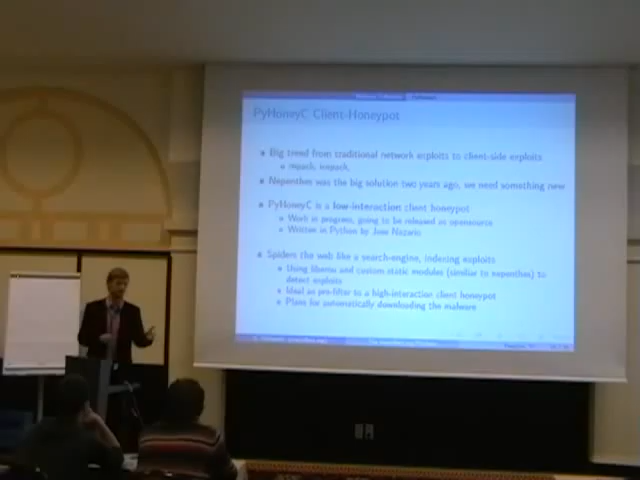 PyHoneyC Client-Honeypot
Big trend from traditional network exploits to client-side exploits
mpack, icepack,
Nepenthes was the big solution two years ago, we need something new
PyHoneyC is a low-interaction client honeypot
Work in progress, going to be released as opensource
Written in Python by Jose Nazario
Spiders the web like a search-engine, indexing exploits
Using libemu and custom static modules (similar to nepenthes) to
detect exploits
Ideal as pre-filter to a high-interaction client honeypot
Plans for automatically downloading the malware